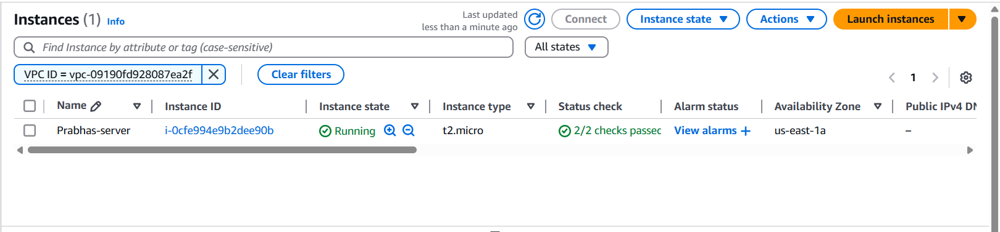 Instances (1) Info
Last updated
less than a minute ago
Connect
Instance state
Actions
Launch instances
Find Instance by attribute or tag (case-sensitive)
All states
VPC ID = vpc-09190fd928087ea2f
Clear filters
1
Name Instance ID Instance state Instance type Status check Alarm status Availability Zone Public IPv4 DN
Prabhas-server i-0cfe994e9b2dee90b Running t2.micro 2/2 checks passed View alarms + us-east-1a –